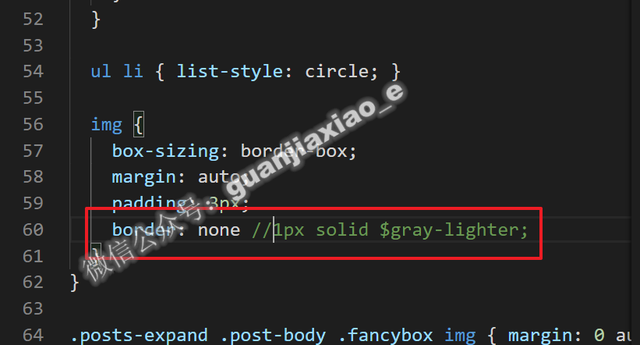 52 }
53
54 ul li { list-style: circle; }
55
56 img {
57 box-sizing: border-box;
58 margin: auto
59 padding: 3px;
60 border: none //1px solid $gray-lighter;
61 }
62 }
63
64 .posts-expand .post-body .fancybox img { margin: 0 au
微信公众号：guanjiaxiao_e